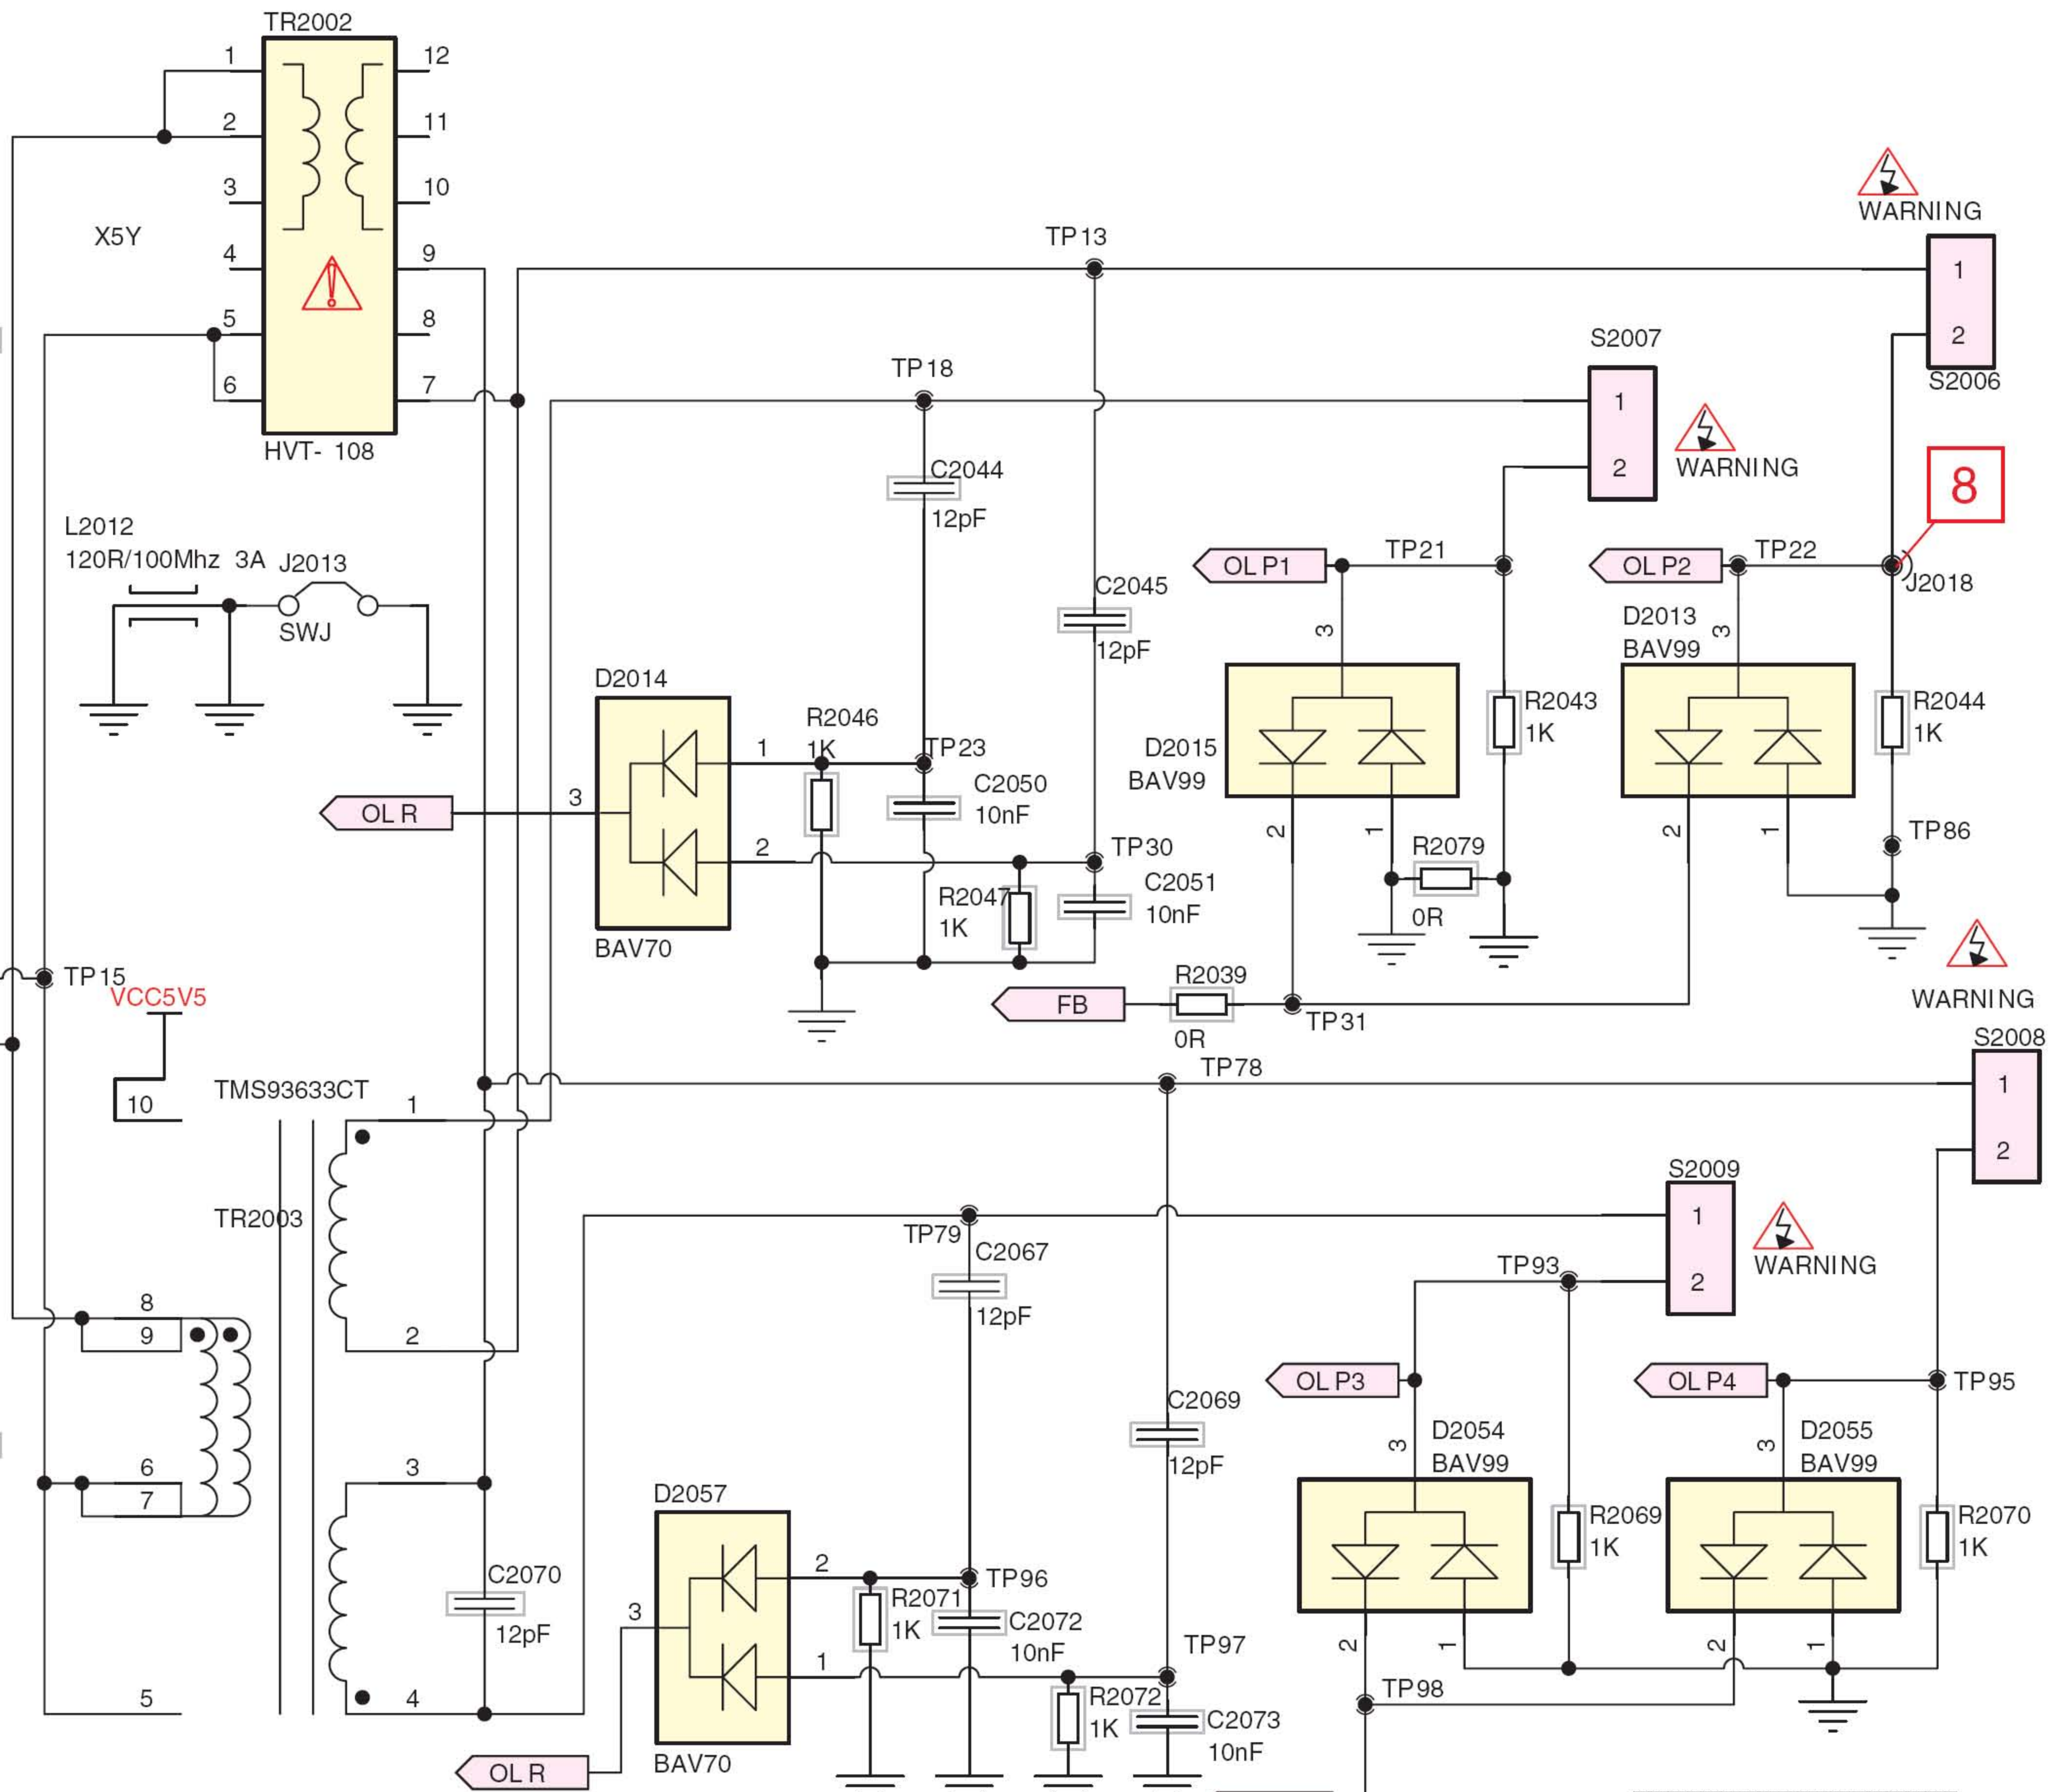 TR2002
1
12
2
11
3
10
X5Y
4
9
5
8
6
7
HVT- 108
TP13
WARNING
1
2
S2006
S2007
TP18
1
2
WARNING
8
C2044
12pF
L2012
120R/100Mhz 3A
J2013
SWJ
OL P1
TP21
OL P2
TP22
J2018
C2045
12pF
3
D2013
BAV99
3
D2014
R2046
1K
TP23
1
R2043
1K
R2044
1K
D2015
BAV99
C2050
10nF
OL R
3
2
TP30
2
1
R2079
0R
2
1
TP86
R2047
1K
C2051
10nF
BAV70
TP15
VCC5V5
FB
R2039
0R
TP31
WARNING
S2008
TP78
1
2
TMS93633CT
10
1
TR2003
S2009
1
2
TP79
C2067
12pF
TP93
WARNING
8
9
2
OL P3
OL P4
TP95
C2069
12pF
3
D2054
BAV99
3
D2055
BAV99
6
7
3
D2057
R2069
1K
R2070
1K
C2070
12pF
2
TP96
R2071
1K
C2072
10nF
3
1
TP97
2
1
2
1
5
4
R2072
1K
C2073
10nF
TP98
BAV70
OL R